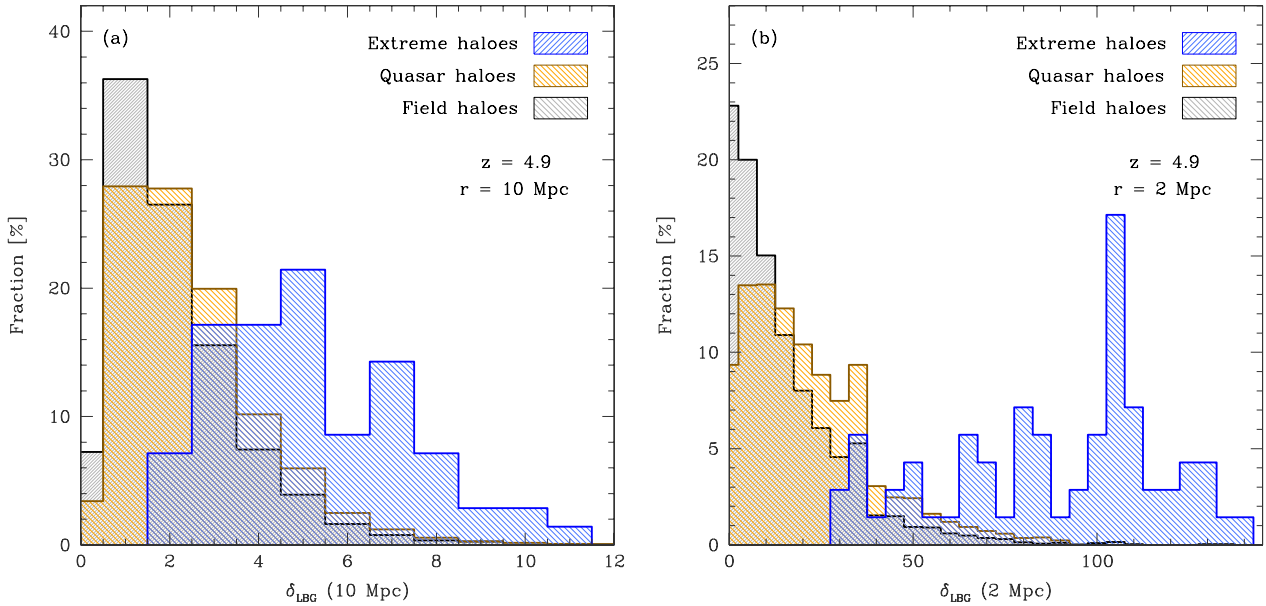 (a)
Extreme haloes
Quasar haloes
Field haloes
z = 4.9
r = 10 Mpc
Fraction [%]
40
30
20
10
0
0 2 4 6 8 10 12
δLBG (10 Mpc)
(b)
Extreme haloes
Quasar haloes
Field haloes
z = 4.9
r = 2 Mpc
Fraction [%]
25
20
15
10
5
0
0 50 100
δLBG (2 Mpc)